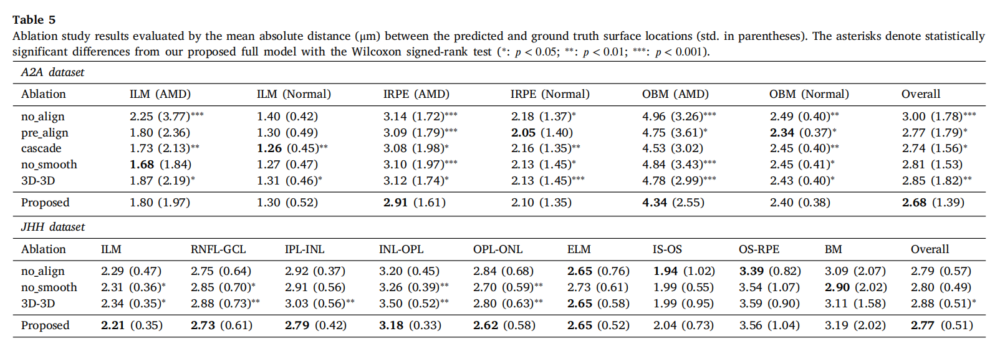 Table 5
Ablation study results evaluated by the mean absolute distance (μm) between the predicted and ground truth surface locations (std. in parentheses). The asterisks denote statistically
significant differences from our proposed full model with the Wilcoxon signed-rank test (*: p < 0.05; **: p < 0.01; ***: p < 0.001).
A2A dataset
Ablation ILM (AMD) ILM (Normal) IRPE (AMD) IRPE (Normal) OBM (AMD) OBM (Normal) Overall
no_align 2.25 (3.77)*** 1.40 (0.42) 3.14 (1.72)*** 2.18 (1.37)* 4.96 (3.26)*** 2.49 (0.40)** 3.00 (1.78)***
pre_align 1.80 (2.36) 1.30 (0.49) 3.09 (1.79)*** 2.05 (1.40) 4.75 (3.61)* 2.34 (0.37)* 2.77 (1.79)*
cascade 1.73 (2.13)** 1.26 (0.45)** 3.08 (1.98)* 2.16 (1.35)** 4.53 (3.02) 2.45 (0.40)** 2.74 (1.56)*
no_smooth 1.68 (1.84) 1.27 (0.47) 3.10 (1.97)*** 2.13 (1.45)* 4.84 (3.43)*** 2.45 (0.41)* 2.81 (1.53)
3D-3D 1.87 (2.19)* 1.31 (0.46)* 3.12 (1.74)* 2.13 (1.45)*** 4.78 (2.99)*** 2.43 (0.40)* 2.85 (1.82)**
Proposed 1.80 (1.97) 1.30 (0.52) 2.91 (1.61) 2.10 (1.35) 4.34 (2.55) 2.40 (0.38) 2.68 (1.39)
JHH dataset
Ablation ILM RNFL-GCL IPL-INL INL-OPL OPL-ONL ELM IS-OS OS-RPE BM Overall
no_align 2.29 (0.47) 2.75 (0.64) 2.92 (0.37) 3.20 (0.45) 2.84 (0.68) 2.65 (0.76) 1.94 (1.02) 3.39 (0.82) 3.09 (2.07) 2.79 (0.57)
no_smooth 2.31 (0.36)* 2.85 (0.70)* 2.91 (0.56) 3.26 (0.39)** 2.70 (0.59)** 2.73 (0.61) 1.99 (0.55) 3.54 (1.07) 2.90 (2.02) 2.80 (0.49)
3D-3D 2.34 (0.35)* 2.88 (0.73)** 3.03 (0.56)** 3.50 (0.52)** 2.80 (0.63)** 2.65 (0.58) 1.99 (0.95) 3.59 (0.90) 3.11 (1.58) 2.88 (0.51)*
Proposed 2.21 (0.35) 2.73 (0.61) 2.79 (0.42) 3.18 (0.33) 2.62 (0.58) 2.65 (0.52) 2.04 (0.73) 3.56 (1.04) 3.19 (2.02) 2.77 (0.51)